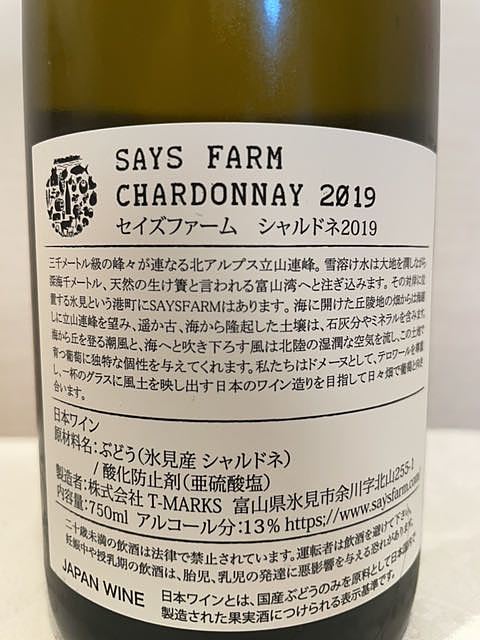 SAYS FARM
CHARDONNAY 2019
セイズファーム　シャルドネ2019
三千メートル級の峰々が連なる北アルプス立山連峰。雪溶け水は大地を潤しながら
深海千メートル、天然の生け簀と言われる富山湾へと注ぎ込みます。その対岸に位
置する氷見という港町にSAYSFARMはあります。海に開けた丘陵地の畑からは海越
しに立山連峰を望み、遥か古、海から隆起した土壌は、石灰分やミネラルを含みます。
海から丘を登る潮風と、海へと吹き下ろす風は北陸の湿潤な空気を流し、この土地で
育つ葡萄に独特な個性を与えてくれます。私たちはドメーヌとして、テロワールを尊重
し、一杯のグラスに風土を映し出す日本のワイン造りを目指して日々畑で葡萄と向き
合います。
日本ワイン
原材料名：ぶどう（氷見産 シャルドネ）
/ 酸化防止剤（亜硫酸塩）
製造者：株式会社 T-MARKS 富山県氷見市余川字北山255-1
内容量：750ml アルコール分：13% https://www.saysfarm.com/
二十歳未満の飲酒は法律で禁止されています。運転者は飲酒を避けて下さい。
妊娠中や授乳期の飲酒は、胎児、乳児の発達に悪影響を与える恐れがあります。
JAPAN WINE 日本ワインとは、国産ぶどうのみを原料として日本国内で
製造された果実酒につけられる表示基準です。